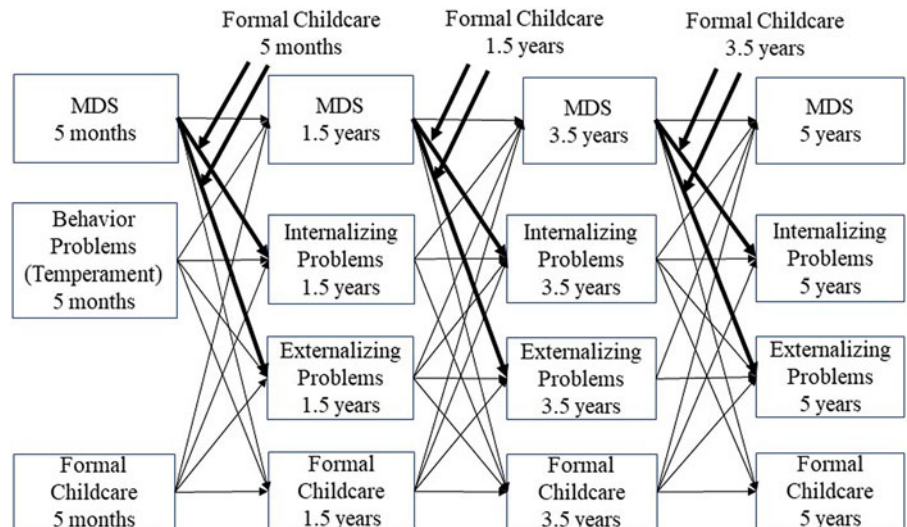 Formal Childcare
5 months
Formal Childcare
1.5 years
Formal Childcare
3.5 years
MDS
5 months
MDS
1.5 years
MDS
3.5 years
MDS
5 years
Behavior
Problems
(Temperament)
5 months
Internalizing
Problems
1.5 years
Internalizing
Problems
3.5 years
Internalizing
Problems
5 years
Externalizing
Problems
1.5 years
Externalizing
Problems
3.5 years
Externalizing
Problems
5 years
Formal
Childcare
5 months
Formal
Childcare
1.5 years
Formal
Childcare
3.5 years
Formal
Childcare
5 years